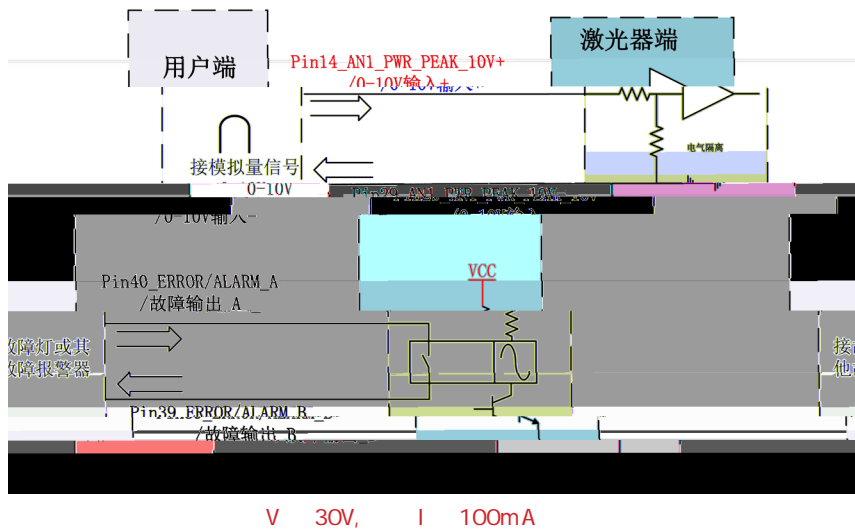 用户端
激光器端
Pin14_AN1_PWR_PEAK_10V+
/0-10V输入+
电气隔离
接模拟量信号
0-10V
/0-10V输入-
VCC
Pin40_ERROR/ALARM_A
/故障输出_A
故障灯或其
故障报警器
接
他
Pin39_ERROR/ALARM_B
/故障输出_B
V 30V, I 100mA